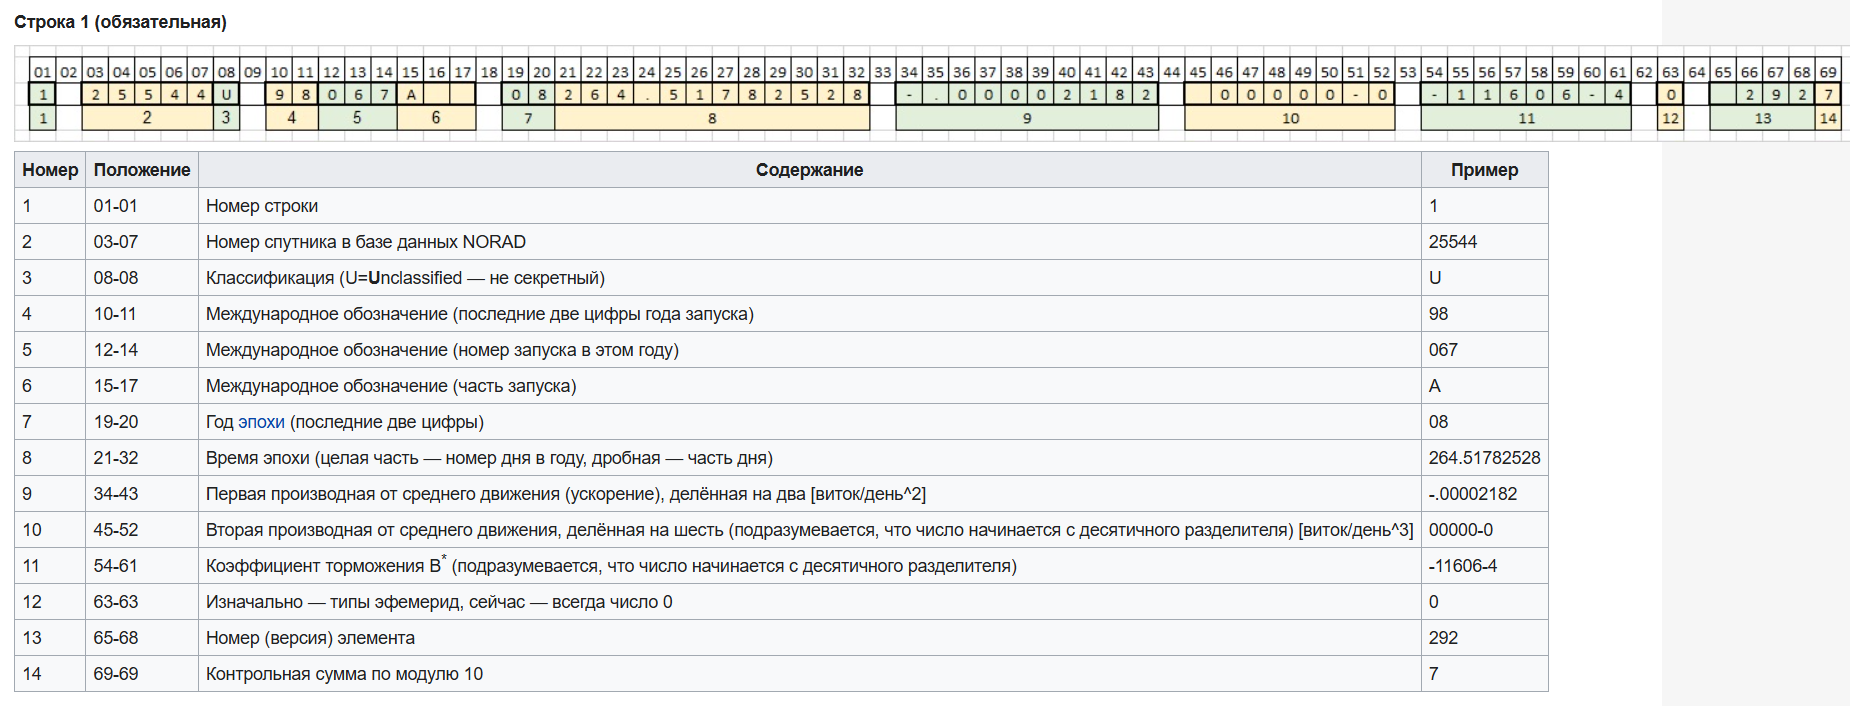 Строка 1 (обязательная)
01 02 03 04 05 06 07 08 09 10 11 12 13 14 15 16 17 18 19 20 21 22 23 24 25 26 27 28 29 30 31 32 33 34 35 36 37 38 39 40 41 42 43 44 45 46 47 48 49 50 51 52 53 54 55 56 57 58 59 60 61 62 63 64 65 66 67 68 69
1 2 5 5 4 4 U 9 8 0 6 7 A 0 8 2 6 4 . 5 1 7 8 2 5 2 8 - . 0 0 0 0 2 1 8 2 0 0 0 0 0 - 0 - 1 1 6 0 6 - 4 0 2 9 2 7
1 2 3 4 5 6 7 8 9 10 11 12 13 14
Номер Положение Содержание Пример
1 01-01 Номер строки 1
2 03-07 Номер спутника в базе данных NORAD 25544
3 08-08 Классификация (U=Unclassified — не секретный) U
4 10-11 Международное обозначение (последние две цифры года запуска) 98
5 12-14 Международное обозначение (номер запуска в этом году) 067
6 15-17 Международное обозначение (часть запуска) A
7 19-20 Год эпохи (последние две цифры) 08
8 21-32 Время эпохи (целая часть — номер дня в году, дробная — часть дня) 264.51782528
9 34-43 Первая производная от среднего движения (ускорение), делённая на два [виток/день^2] -.00002182
10 45-52 Вторая производная от среднего движения, делённая на шесть (подразумевается, что число начинается с десятичного разделителя) [виток/день^3] 00000-0
11 54-61 Коэффициент торможения B* (подразумевается, что число начинается с десятичного разделителя) -11606-4
12 63-63 Изначально — типы эфемерид, сейчас — всегда число 0 0
13 65-68 Номер (версия) элемента 292
14 69-69 Контрольная сумма по модулю 10 7